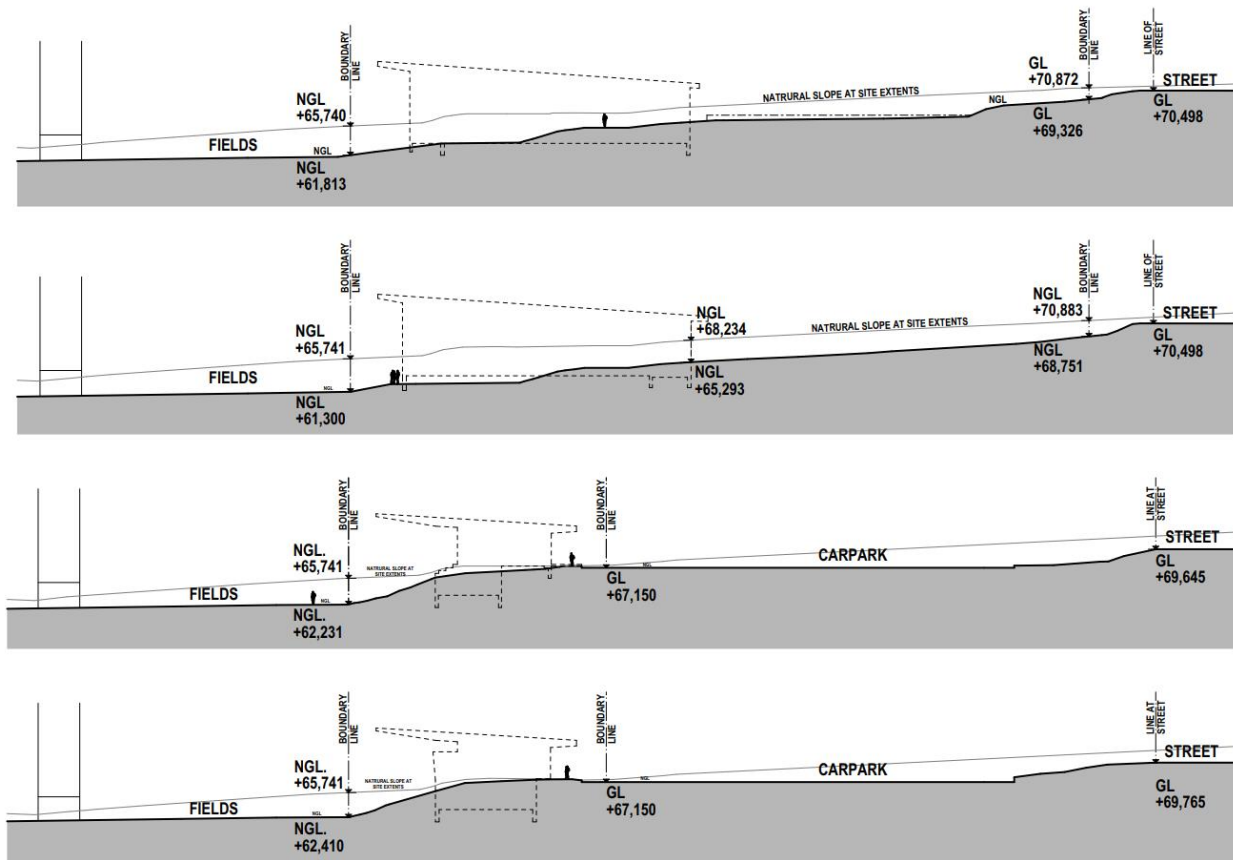 BOUNDARY
LINE
BOUNDARY
LINE
LINE OF
STREET
GL
+70,872
STREET
NATRURAL SLOPE AT SITE EXTENTS
NGL
NGL
+65,740
GL
+69,326
GL
+70,498
FIELDS
NGL
NGL
+61,813
BOUNDARY
LINE
BOUNDARY
LINE
LINE OF
STREET
NGL
+70,883
STREET
NGL
+68,234
NATRURAL SLOPE AT SITE EXTENTS
NGL
+65,741
GL
+70,498
NGL
+68,751
FIELDS
NGL
NGL
+65,293
NGL
+61,300
BOUNDARY
LINE
BOUNDARY
LINE
LINE AT
STREET
STREET
NGL.
+65,741
NATRURAL SLOPE AT
SITE EXTENTS
CARPARK
NGL
GL
+67,150
GL
+69,645
FIELDS
NGL
NGL.
+62,231
BOUNDARY
LINE
BOUNDARY
LINE
LINE AT
STREET
STREET
NGL.
+65,741
NATRURAL SLOPE AT
SITE EXTENTS
CARPARK
NGL
GL
+67,150
GL
+69,765
FIELDS
NGL
NGL.
+62,410